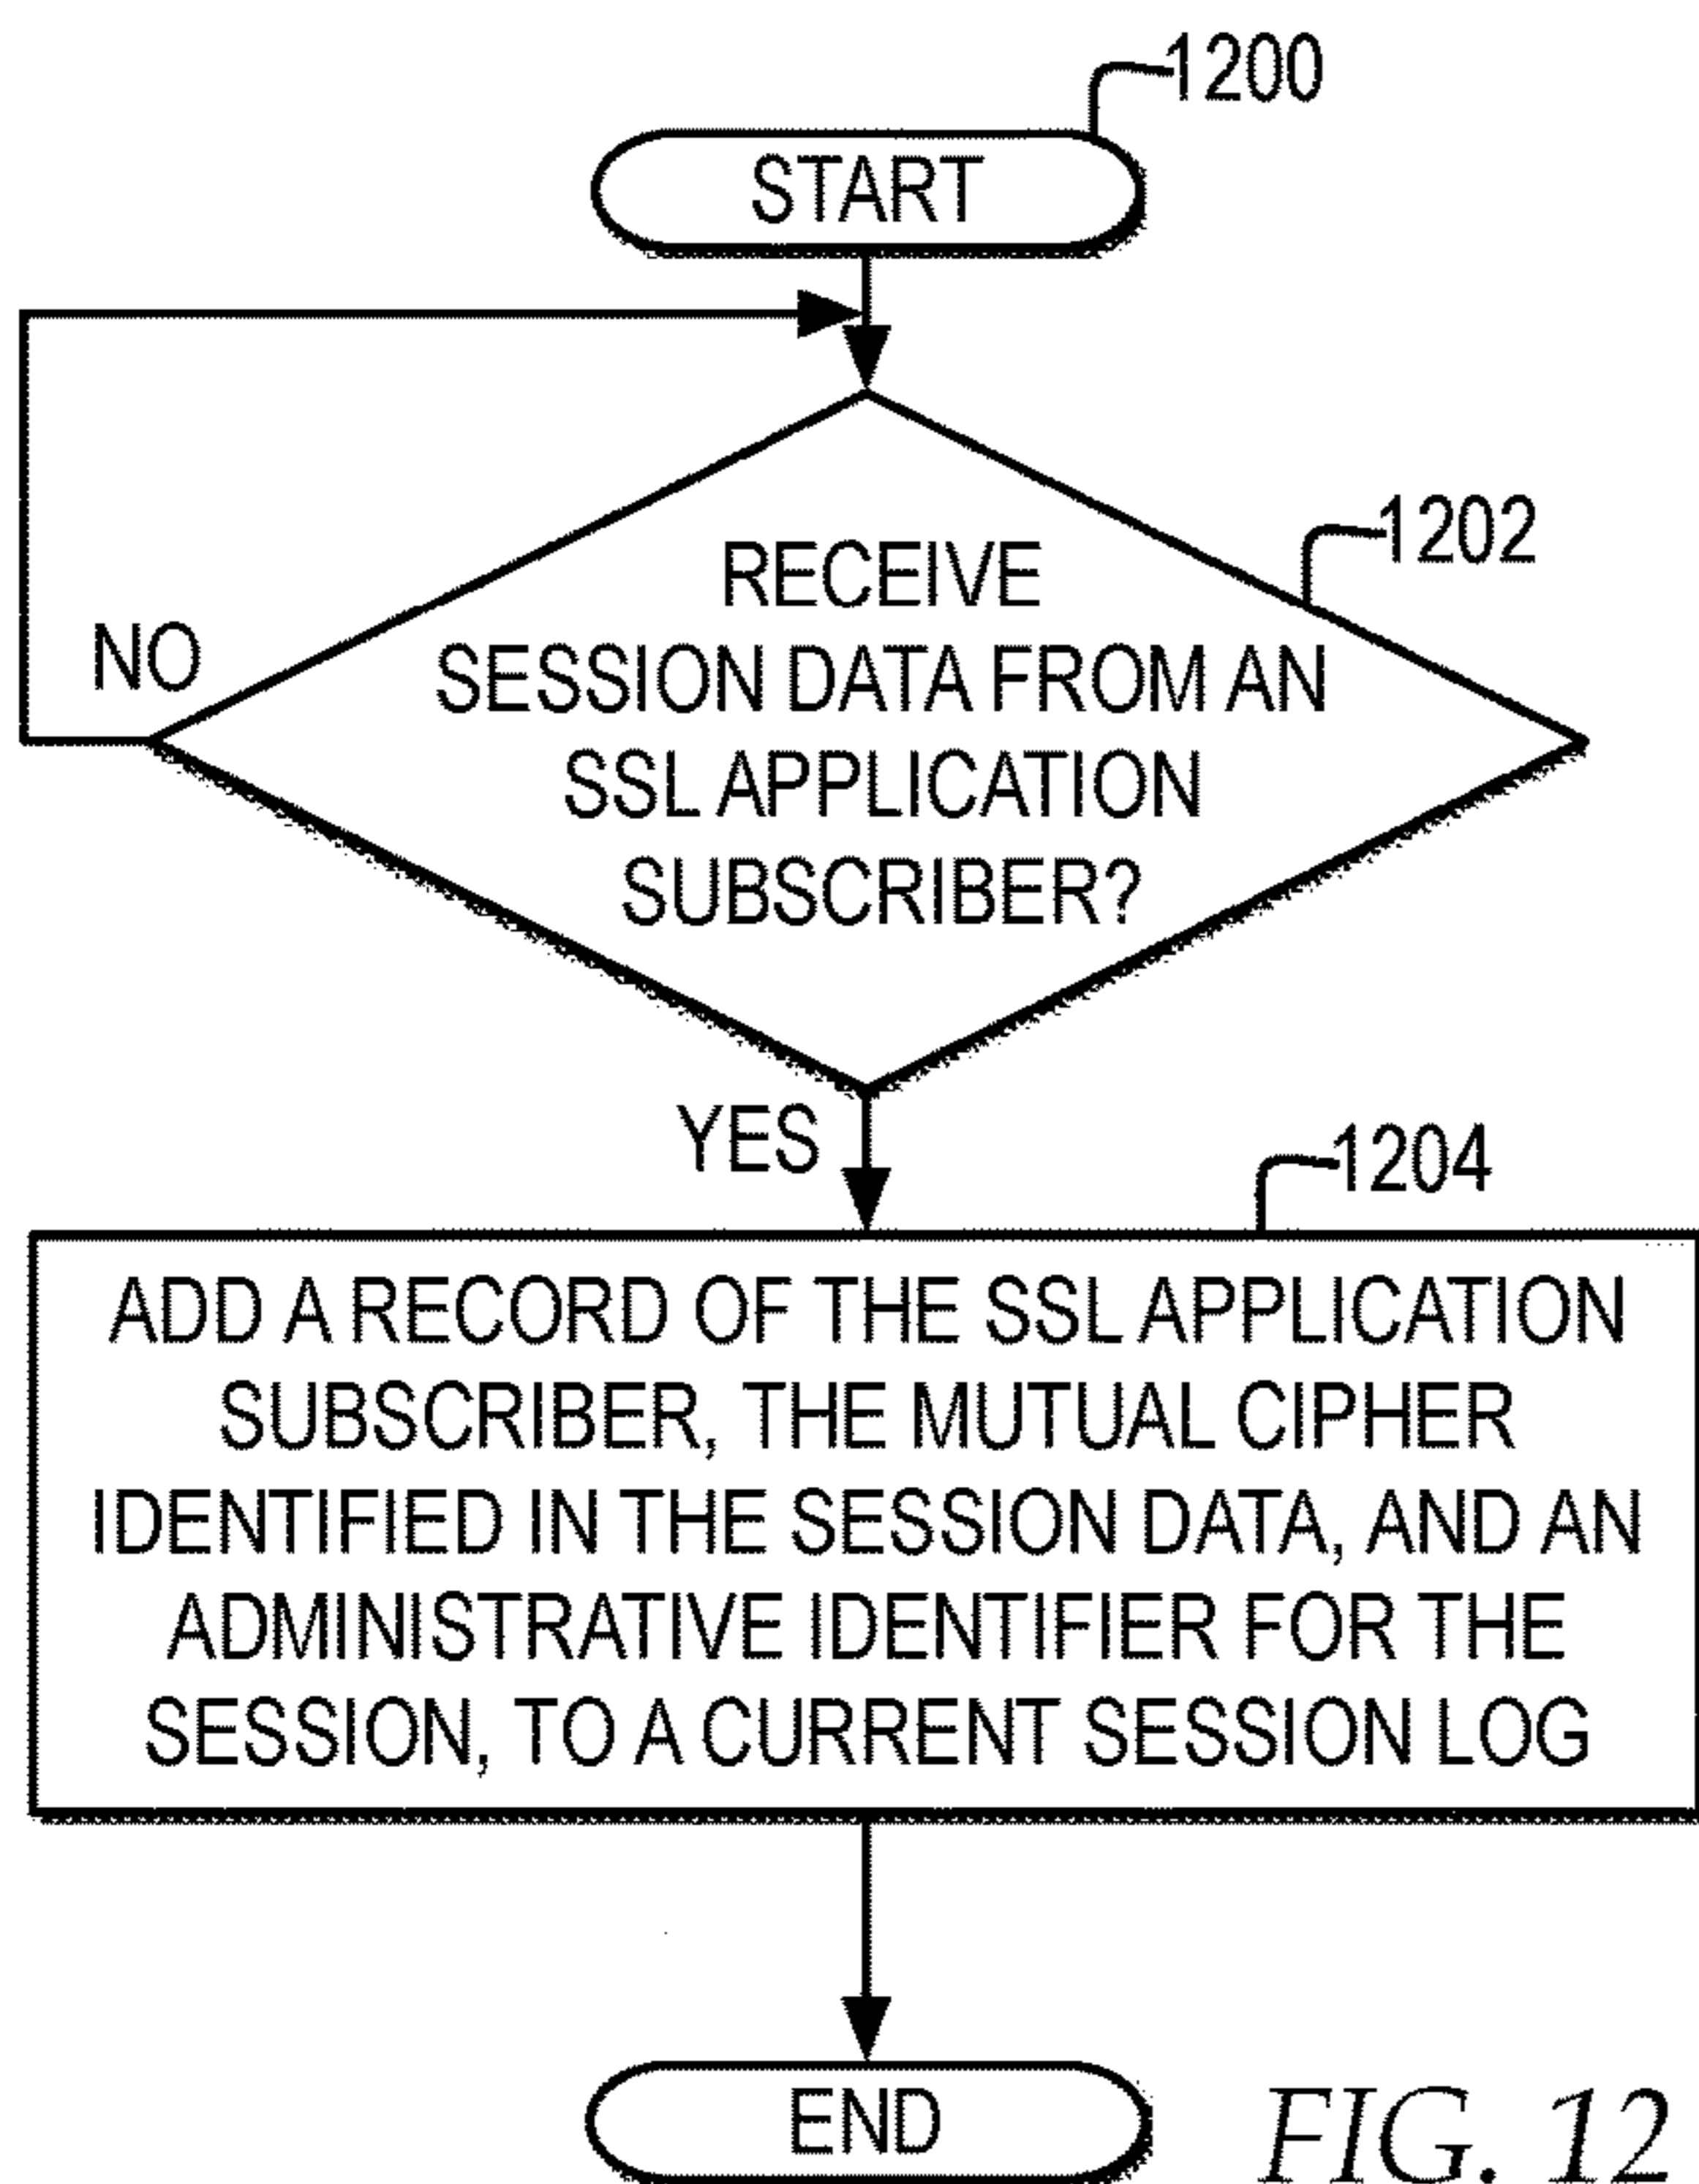 1200
START
1202
RECEIVE
SESSION DATA FROM AN
SSL APPLICATION
SUBSCRIBER?
NO
YES
1204
ADD A RECORD OF THE SSL APPLICATION
SUBSCRIBER, THE MUTUAL CIPHER
IDENTIFIED IN THE SESSION DATA, AND AN
ADMINISTRATIVE IDENTIFIER FOR THE
SESSION, TO A CURRENT SESSION LOG
END
FIG. 12